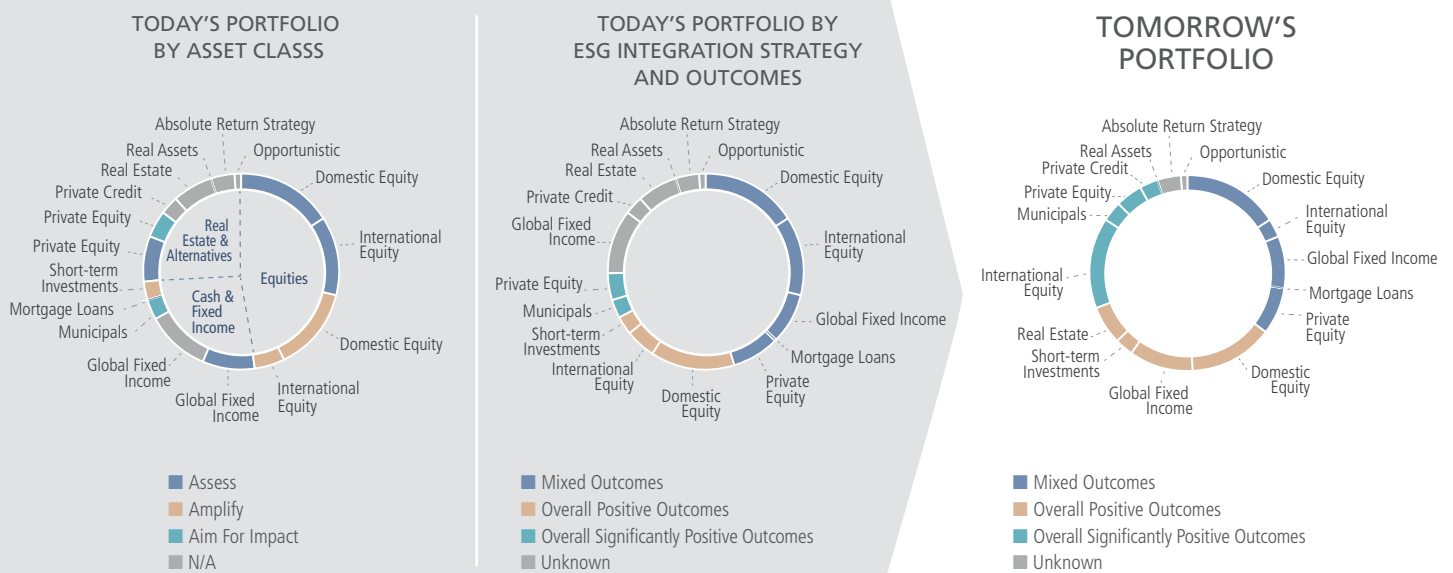 TODAY'S PORTFOLIO
BY ASSET CLASSS
Absolute Return Strategy
Real Assets
Opportunistic
Real Estate
Domestic Equity
Private Credit
Private Equity
Private Equity
International
Equity
Short-term
Investments
Mortgage Loans
Municipals
Domestic Equity
Global Fixed
Income
Global Fixed
Income
International
Equity
Real
Estate &
Alternatives
Equities
Cash &
Fixed
Income
Assess
Amplify
Aim For Impact
N/A
TODAY'S PORTFOLIO BY
ESG INTEGRATION STRATEGY
AND OUTCOMES
Absolute Return Strategy
Real Assets
Opportunistic
Real Estate
Domestic Equity
Private Credit
Global Fixed
Income
International
Equity
Private Equity
Municipals
Global Fixed Income
Short-term
Investments
Mortgage Loans
International
Equity
Private
Equity
Domestic
Equity
Mixed Outcomes
Overall Positive Outcomes
Overall Significantly Positive Outcomes
Unknown
TOMORROW'S
PORTFOLIO
Absolute Return Strategy
Real Assets
Opportunistic
Private Credit
Domestic Equity
Private Equity
Municipals
International
Equity
Global Fixed Income
International
Equity
Mortgage Loans
Private
Equity
Real Estate
Short-term
Investments
Domestic
Equity
Global Fixed
Income
Mixed Outcomes
Overall Positive Outcomes
Overall Significantly Positive Outcomes
Unknown